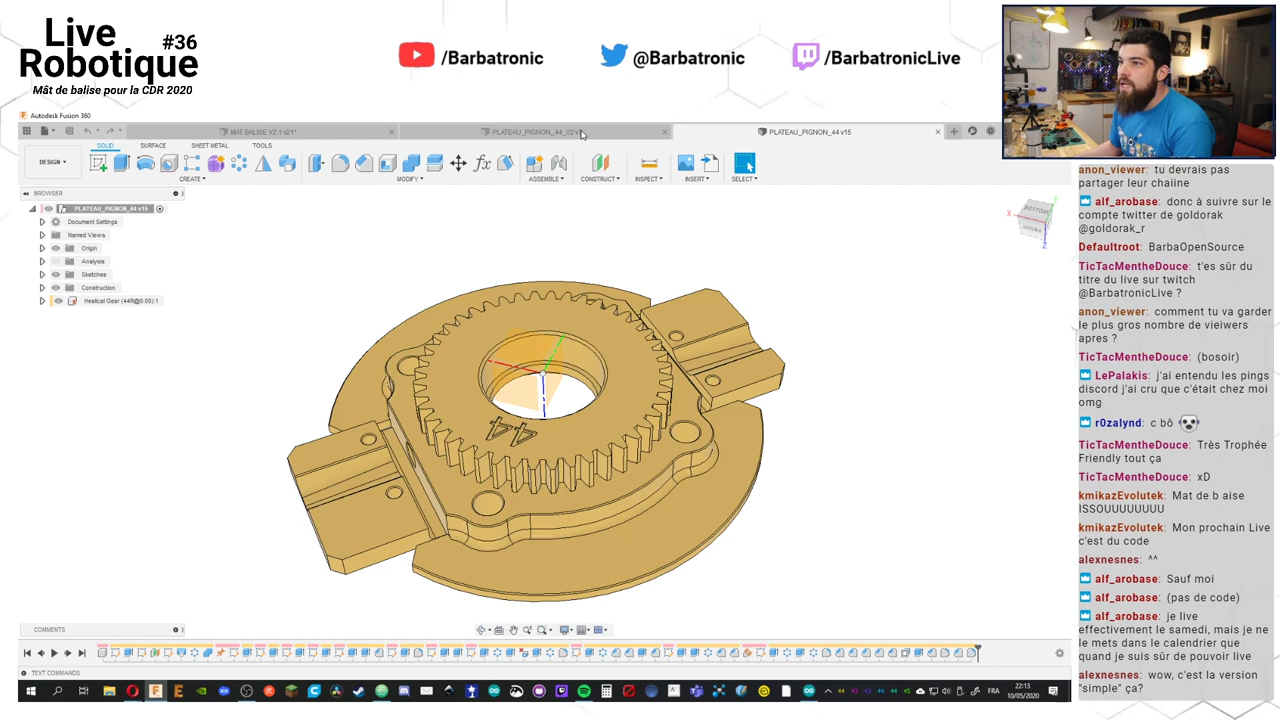 Live
Robotique
#36
Mât de balise pour la CDR 2020
/Barbatronic
@Barbatronic
/BarbatronicLive
Autodesk Fusion 360
MAT BALISE V2.1 v21*
PLATEAU_PIGNON_44_V2
PLATEAU_PIGNON_44 v15
SOLID
SURFACE
SHEET METAL
TOOLS
DESIGN
CREATE
MODIFY
ASSEMBLE
CONSTRUCT
INSPECT
INSERT
SELECT
BROWSER
PLATEAU_PIGNON_44 v15
Document Settings
Named Views
Origin
Analysis
Sketches
Construction
Healical Gear (44R@0.00):1
BOTTOM
FRONT
X
Z
44
anon_viewer: tu devrais pas
partager leur chaiine
alf_arobase: donc à suivre sur le
compte twitter de goldorak
@goldorak_r
Defaultroot: BarbaOpenSource
TicTacMentheDouce: t'es sûr du
titre du live sur twitch
@BarbatronicLive ?
anon_viewer: comment tu va garder
le plus gros nombre de vieiwers
apres ?
TicTacMentheDouce: (bosoir)
LePalakis: j'ai entendu les pings
discord j'ai cru que c'était chez moi
omg
r0zalynd: c bô
TicTacMentheDouce: Très Trophée
Friendly tout ça
TicTacMentheDouce: xD
kmikazEvolutek: Mat de b aise
ISSOUUUUUUUU
kmikazEvolutek: Mon prochain Live
c'est du code
alexnesnes: ^^
alf_arobase: Sauf moi
alf_arobase: (pas de code)
alf_arobase: je live
effectivement le samedi, mais je ne
le mets dans le calendrier que
quand je suis sûr de pouvoir live
alexnesnes: wow, c'est la version
"simple" ça?
COMMENTS
TEXT COMMANDS
FRA
22:13
10/05/2020